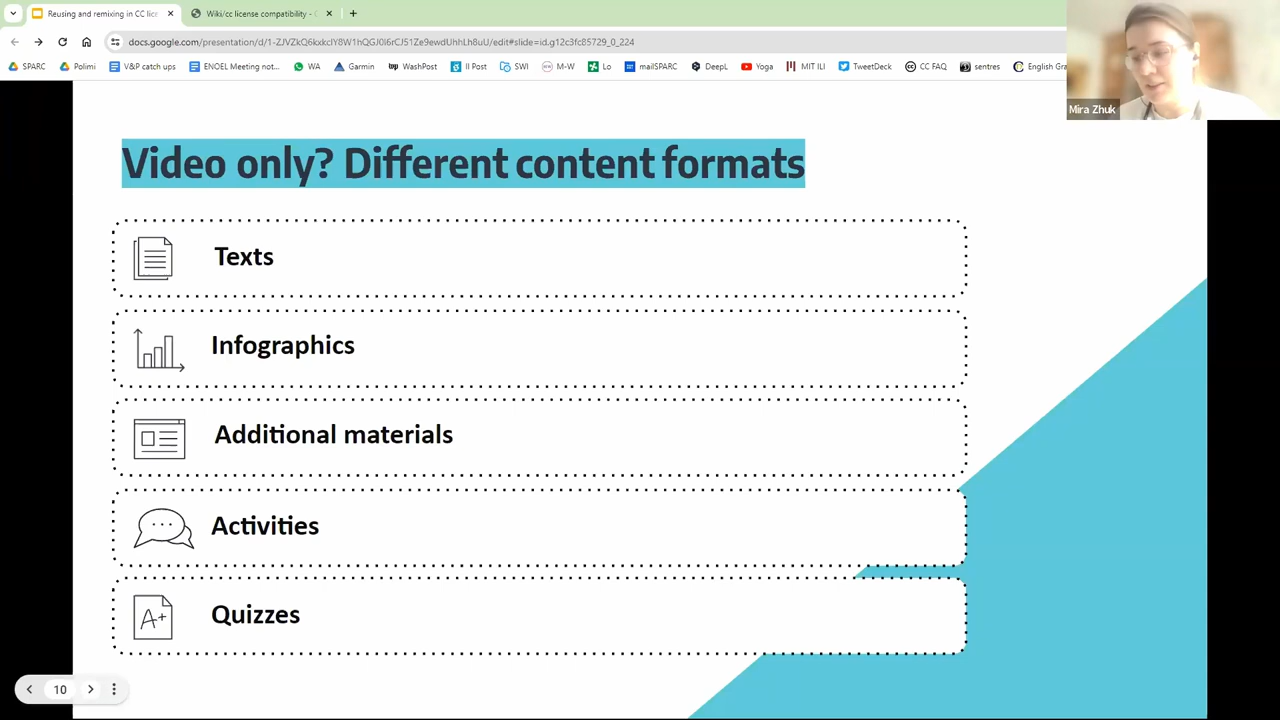 Reusing and remixing in CC lice
Wiki/cc license compatibility - C
docs.google.com/presentation/d/1-ZJVZkQ6kxkcIY8W1hQGJ0I6rCJ51Ze9ewdUhhLh8uU/edit#slide=id.g12c3fc85729_0_224
SPARC Polimi V&P catch ups ENOEL Meeting not... WA Garmin WashPost Il Post SWI M-W Lo mailSPARC DeepL Yoga MIT ILI TweetDeck CC FAQ sentres English Gra
Mira Zhuk
Video only? Different content formats
Texts
Infographics
Additional materials
Activities
A+
Quizzes
10